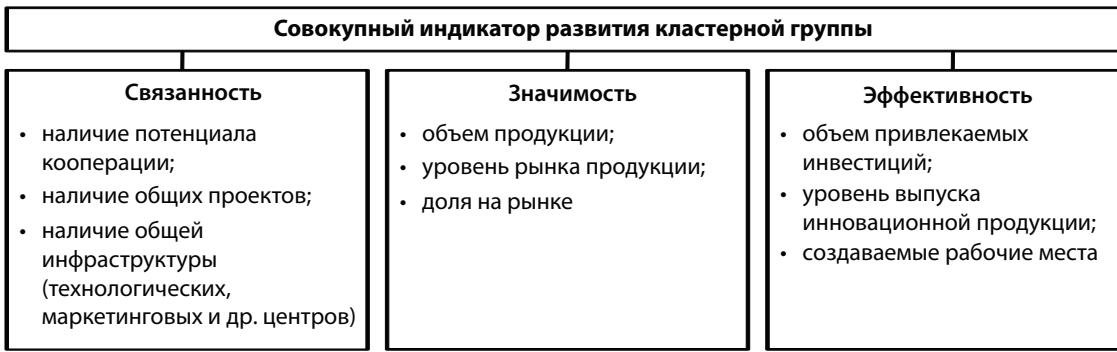 Совокупный индикатор развития кластерной группы
Связанность
• наличие потенциала
кооперации;
• наличие общих проектов;
• наличие общей
инфраструктуры
(технологических,
маркетинговых и др. центров)
Значимость
• объем продукции;
• уровень рынка продукции;
• доля на рынке
Эффективность
• объем привлекаемых
инвестиций;
• уровень выпуска
инновационной продукции;
• создаваемые рабочие места